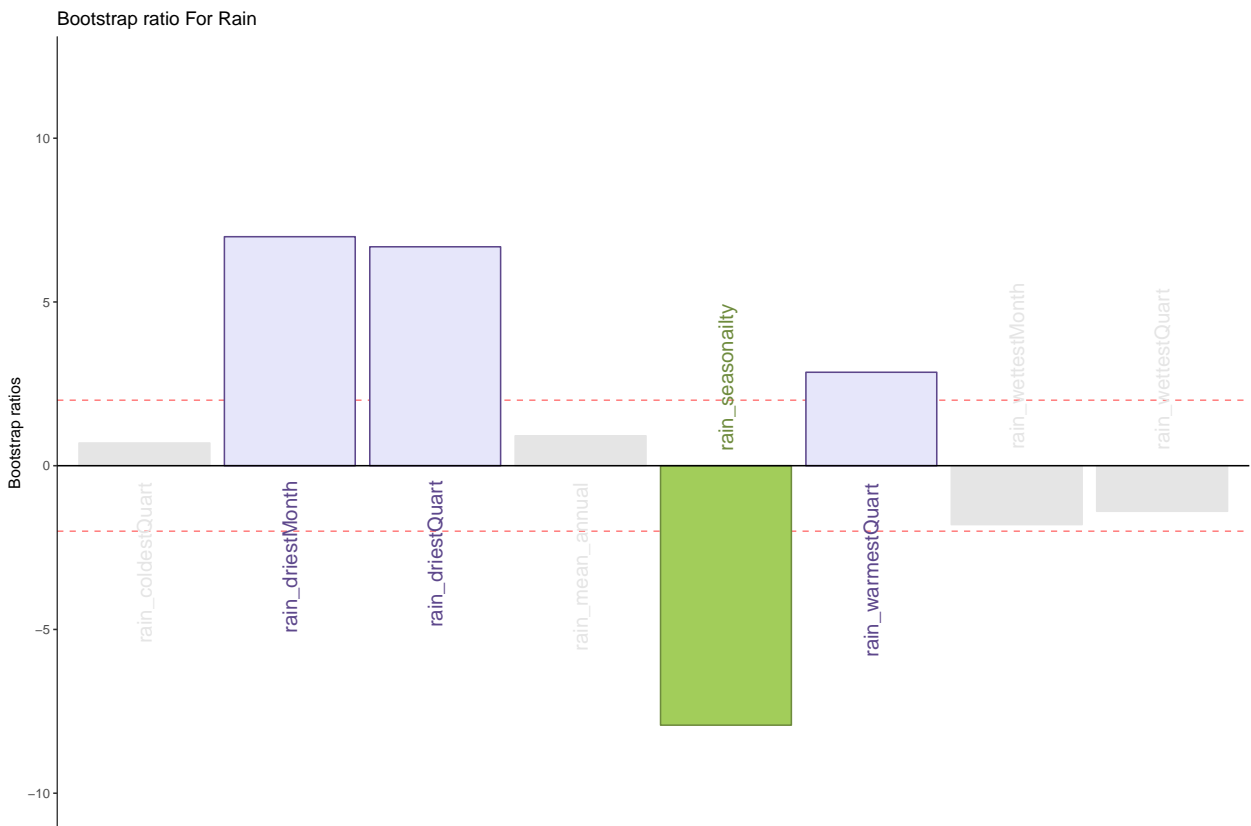 Bootstrap ratio For Rain
Bootstrap ratios
10
5
0
−5
−10
rain_coldestQuart
rain_driestMonth
rain_driestQuart
rain_mean_annual
rain_seasonailty
rain_warmestQuart
rain_wettestMonth
rain_wettestQuart